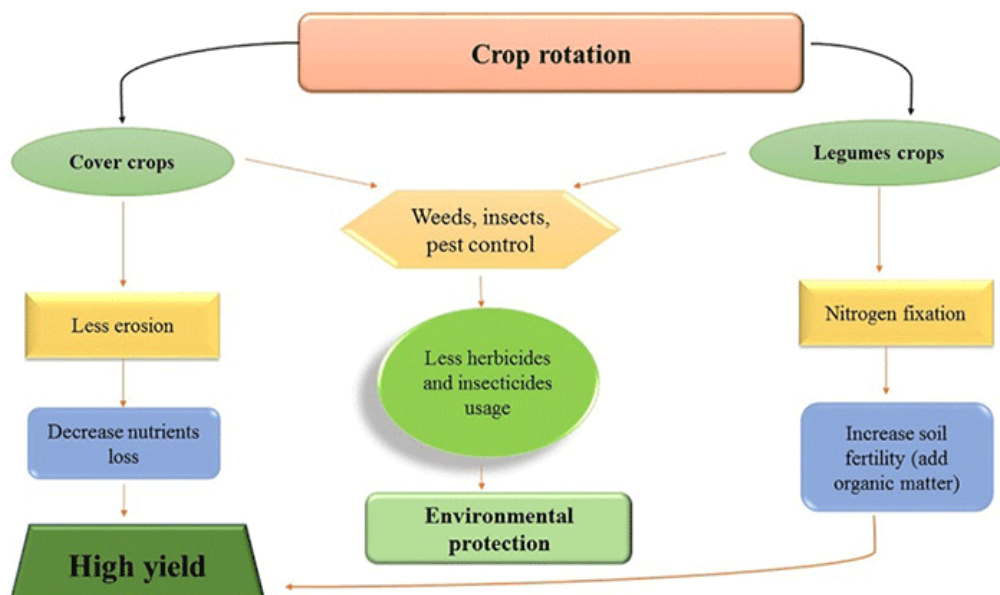 Crop rotation
Cover crops
Legumes crops
Weeds, insects,
pest control
Less erosion
Nitrogen fixation
Less herbicides
and insecticides
usage
Decrease nutrients
loss
Increase soil
fertility (add
organic matter)
Environmental
protection
High yield